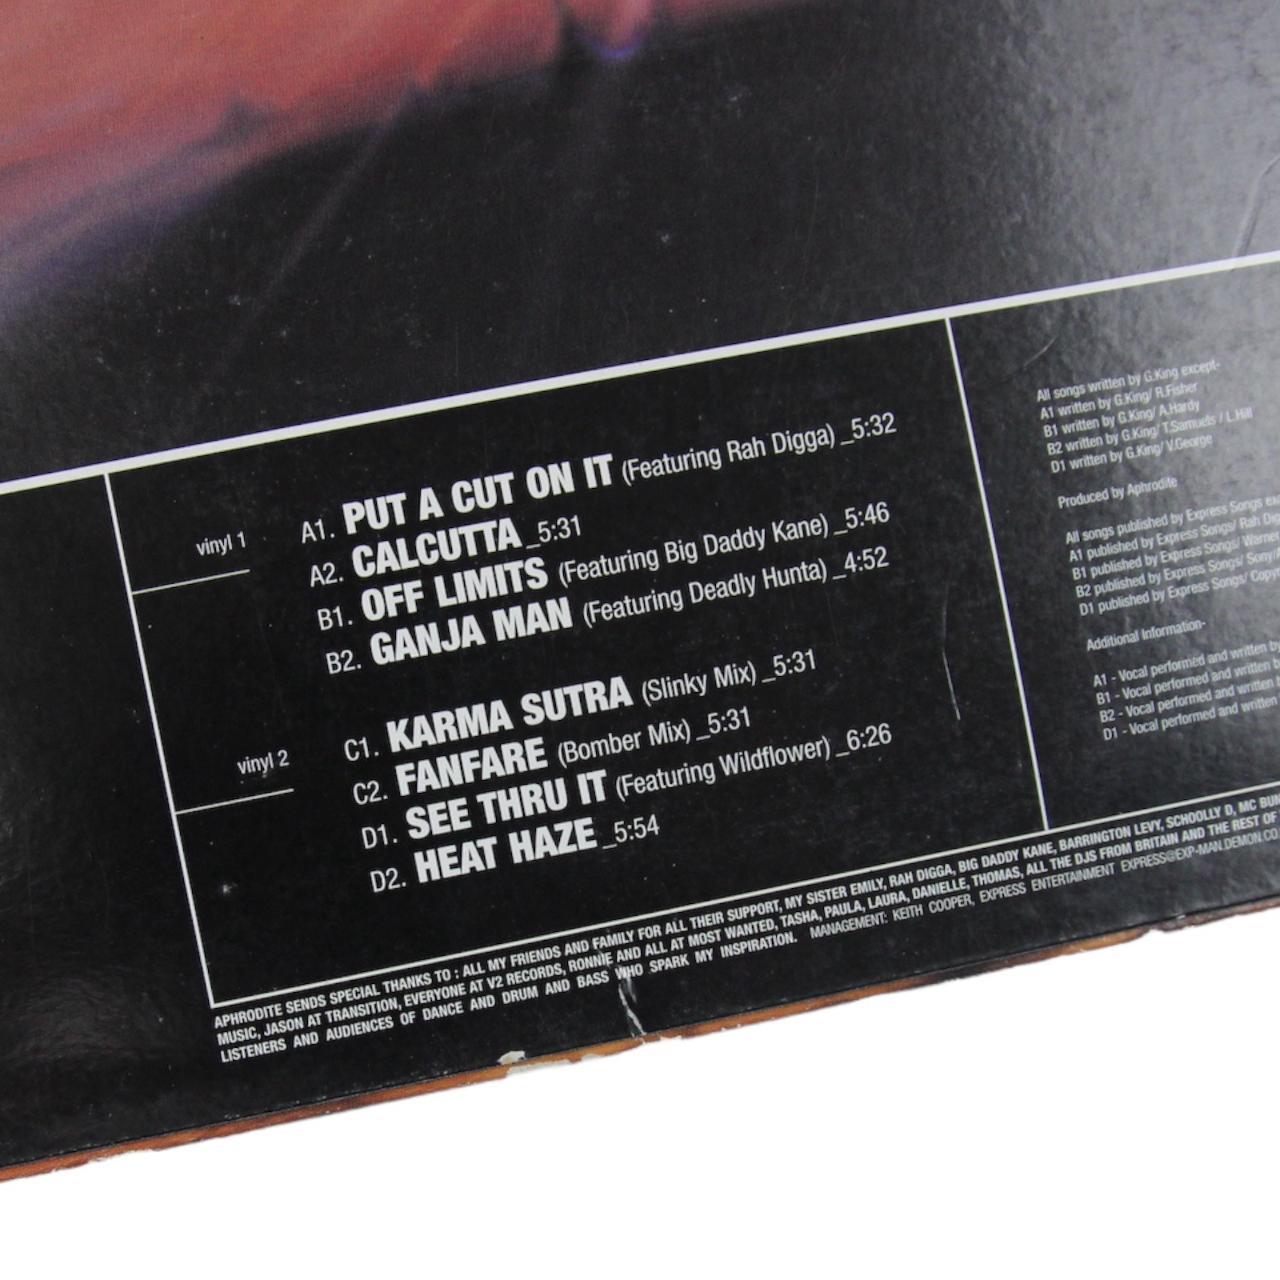 vinyl 1
A1. PUT A CUT ON IT (Featuring Rah Digga) _5:32
A2. CALCUTTA _5:31
B1. OFF LIMITS (Featuring Big Daddy Kane) _5:46
B2. GANJA MAN (Featuring Deadly Hunta) _4:52
vinyl 2
C1. KARMA SUTRA (Slinky Mix) _5:31
C2. FANFARE (Bomber Mix) _5:31
D1. SEE THRU IT (Featuring Wildflower) _6:26
D2. HEAT HAZE _5:54
All songs written by G.King except-
A1 written by G.King/ R.Fisher
B1 written by G.King/ A.Hardy
B2 written by G.King/ T.Samuels / L.Hill
D1 written by G.King/ V.George
Produced by Aphrodite
All songs published by Express Songs
A1 published by Express Songs/ Rah
B1 published by Express Songs/ Warner
B2 published by Express Songs/ Sony
D1 published by Express Songs/
Additional Information-
A1 - Vocal performed and written by
B1 - Vocal performed and written
B2 - Vocal performed and written
D1 - Vocal performed and written
APHRODITE SENDS SPECIAL THANKS TO : ALL MY FRIENDS AND FAMILY FOR ALL THEIR SUPPORT, MY SISTER EMILY, RAH DIGGA, BIG DADDY KANE, BARRINGTON LEVY, SCHOOLLY D, MC
MUSIC, JASON AT TRANSITION, EVERYONE AT V2 RECORDS, RONNIE AND ALL AT MOST WANTED, TASHA, PAULA, LAURA, DANIELLE, THOMAS, ALL THE DJS FROM BRITAIN AND THE REST OF
LISTENERS AND AUDIENCES OF DANCE AND DRUM AND BASS WHO SPARK MY INSPIRATION. MANAGEMENT: KEITH COOPER, EXPRESS ENTERTAINMENT EXPRESS@EXP-MAN.DEMON.CO